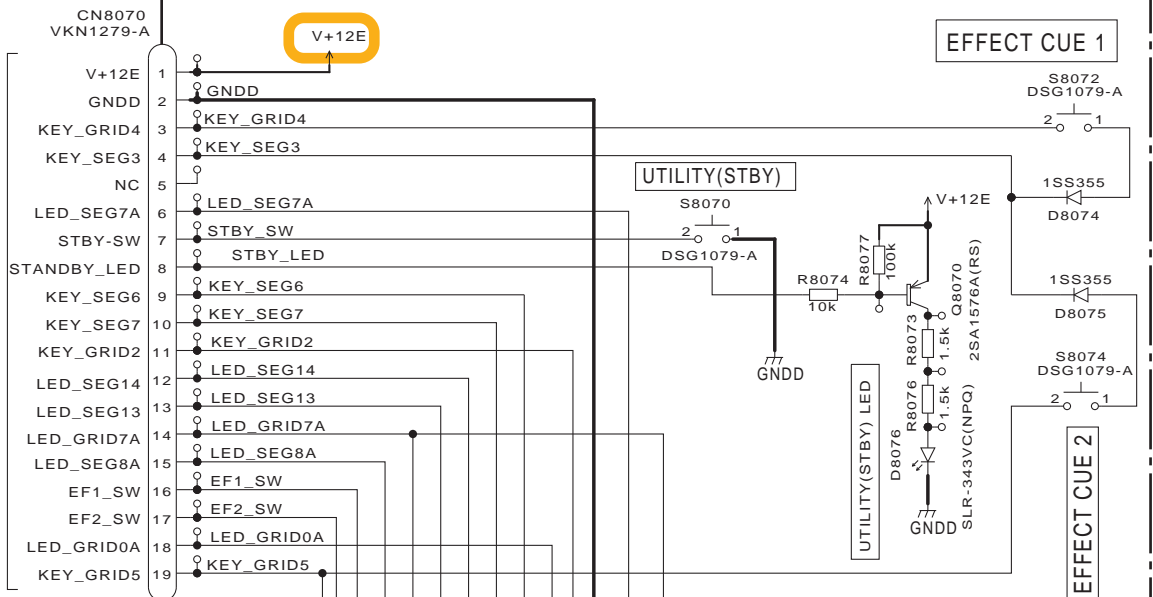 CN8070
VKN1279-A
V+12E
EFFECT CUE 1
V+12E 1
GNDD 2 GNDD
KEY_GRID4 3 KEY_GRID4
KEY_SEG3 4 KEY_SEG3
NC 5
LED_SEG7A 6 LED_SEG7A
STBY-SW 7 STBY_SW
STANDBY_LED 8 STBY_LED
KEY_SEG6 9 KEY_SEG6
KEY_SEG7 10 KEY_SEG7
KEY_GRID2 11 KEY_GRID2
LED_SEG14 12 LED_SEG14
LED_SEG13 13 LED_SEG13
LED_GRID7A 14 LED_GRID7A
LED_SEG8A 15 LED_SEG8A
EF1_SW 16 EF1_SW
EF2_SW 17 EF2_SW
LED_GRID0A 18 LED_GRID0A
KEY_GRID5 19 KEY_GRID5
UTILITY(STBY)
S8070
2 1
DSG1079-A
GNDD
V+12E
R8077
100k
R8074
10k
Q8070
2SA1576A(RS)
R8073
1.5k
R8076
1.5k
D8076
SLR-343VC(NPQ)
GNDD
UTILITY(STBY) LED
S8072
DSG1079-A
2 1
1SS355
D8074
1SS355
D8075
S8074
DSG1079-A
2 1
EFFECT CUE 2